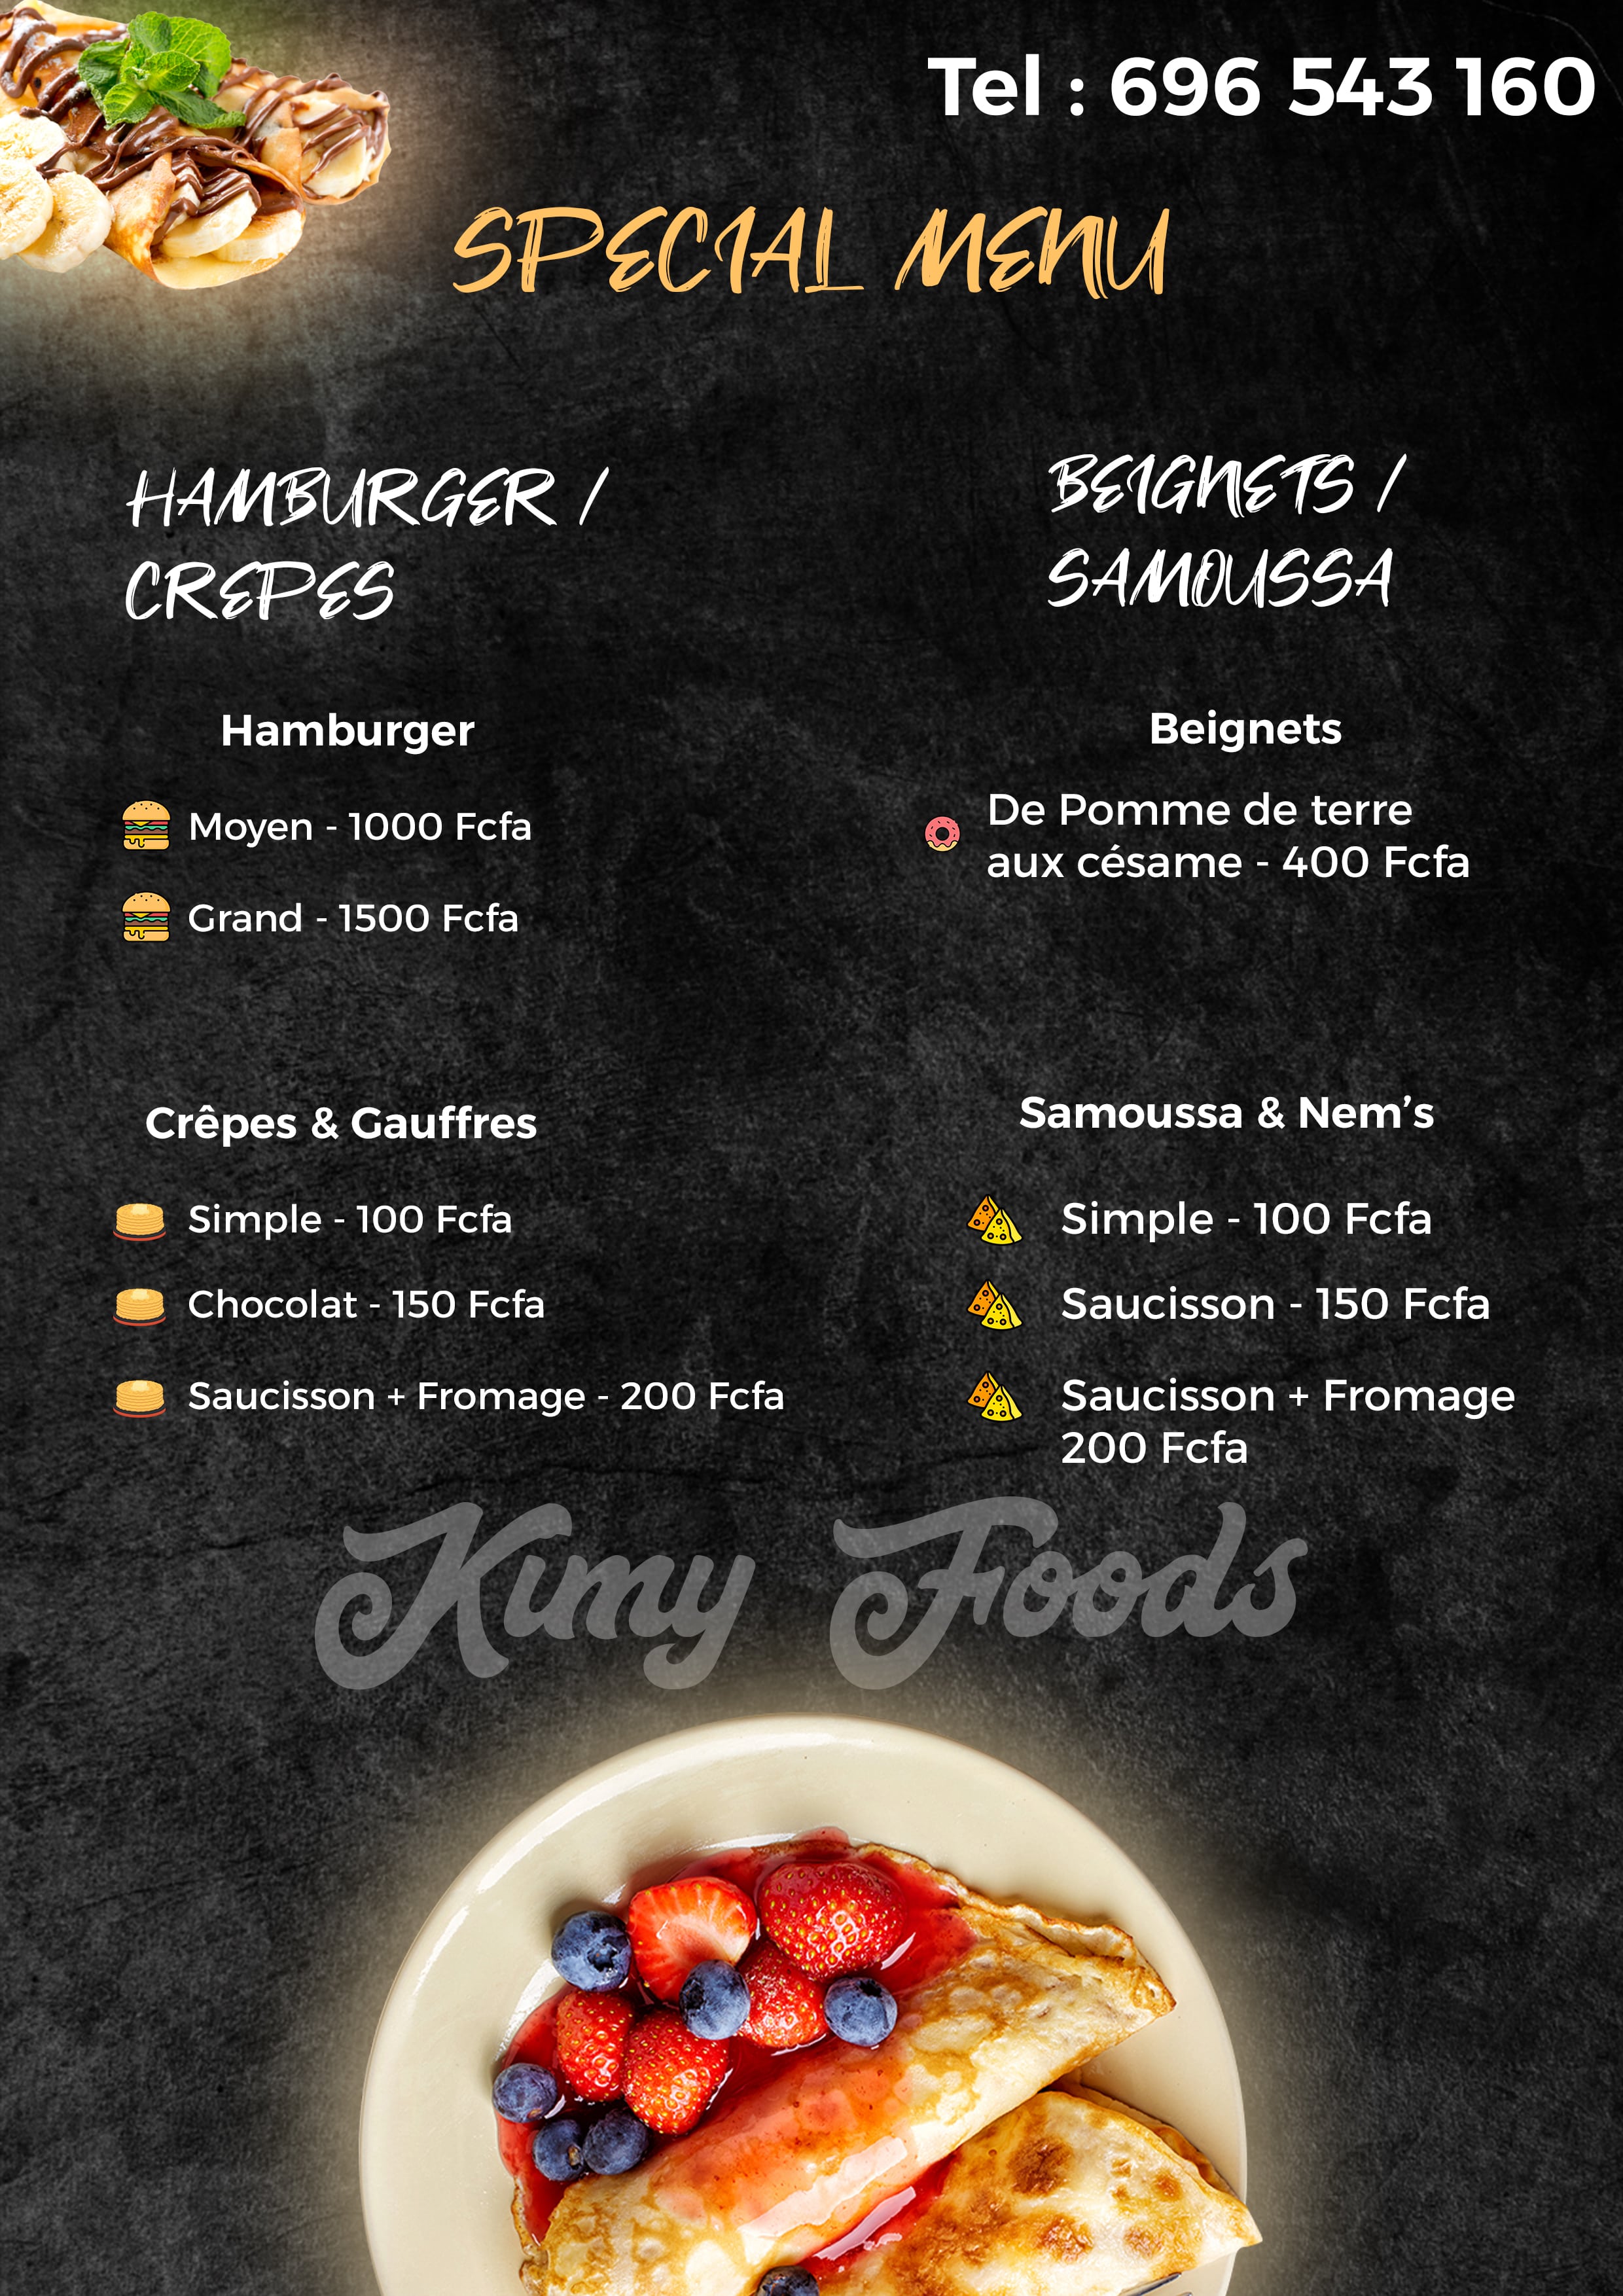 Tel : 696 543 160
SPECIAL MENU
HAMBURGER /
CREPES
Hamburger
Moyen - 1000 Fcfa
Grand - 1500 Fcfa
Crêpes & Gauffres
Simple - 100 Fcfa
Chocolat - 150 Fcfa
Saucisson + Fromage - 200 Fcfa
BEIGNETS /
SAMOUSSA
Beignets
De Pomme de terre
aux césame - 400 Fcfa
Samoussa & Nem’s
Simple - 100 Fcfa
Saucisson - 150 Fcfa
Saucisson + Fromage
200 Fcfa
Kimy Foods